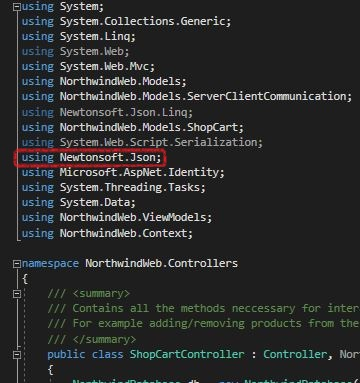 using System;
using System.Collections.Generic;
using System.Linq;
using System.Web;
using System.Web.Mvc;
using NorthwindWeb.Models;
using NorthwindWeb.Models.ServerClientCommunication;
using Newtonsoft.Json.Linq;
using NorthwindWeb.Models.ShopCart;
using System.Web.Script.Serialization;
using Newtonsoft.Json;
using Microsoft.AspNet.Identity;
using System.Threading.Tasks;
using System.Data;
using NorthwindWeb.ViewModels;
using NorthwindWeb.Context;
namespace NorthwindWeb.Controllers
{
/// <summary>
/// Contains all the methods neccessary for inter
/// For example adding/removing products from the
/// </summary>
public class ShopCartController : Controller, No
{